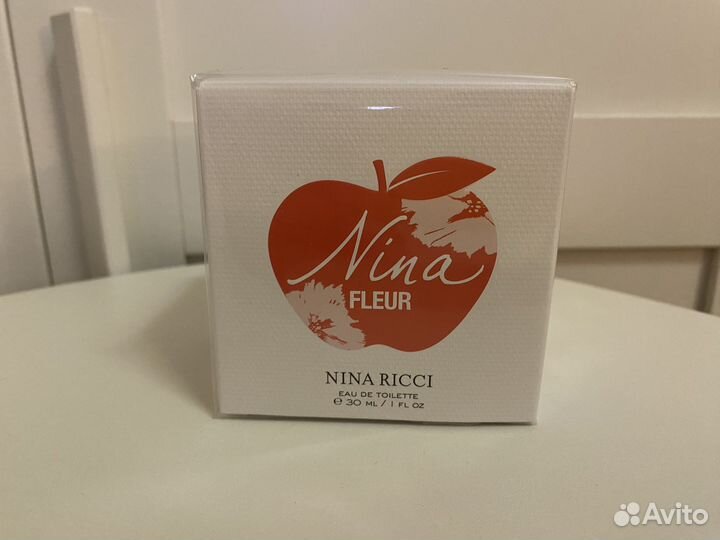 Nina
FLEUR
NINA RICCI
EAU DE TOILETTE
℮ 30 ML / 1 FL OZ
Avito